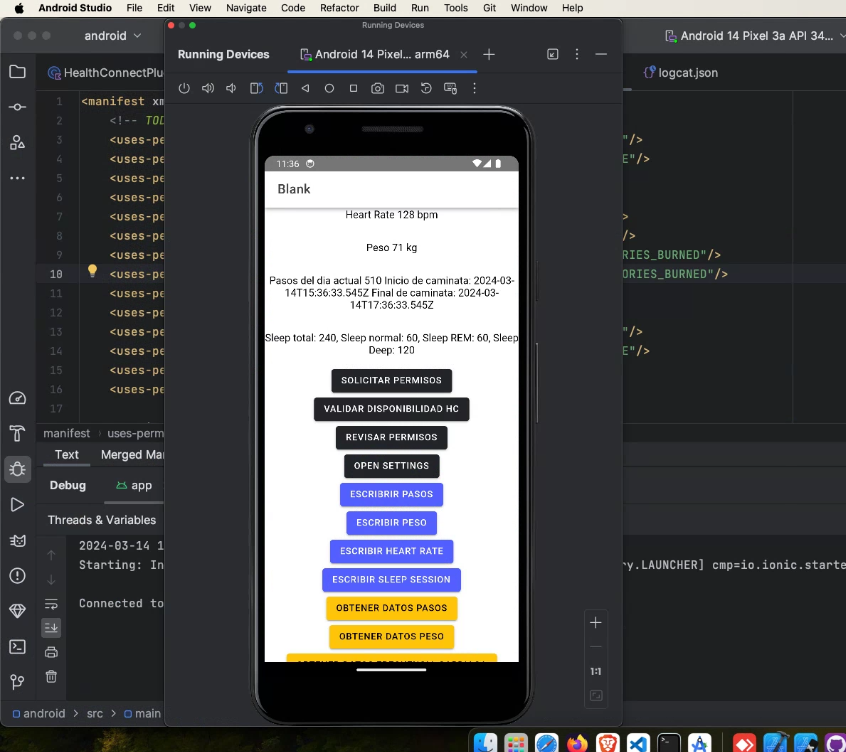 Android Studio File Edit View Navigate Code Refactor Build Run Tools Git Window Help
android
Running Devices
Running Devices Android 14 Pixel... arm64
Android 14 Pixel 3a API 34...
HealthConnectPlu
logcat.json
1 <manifest xm
2 <!-- TOD
3 <uses-pe "/>
4 <uses-pe E"/>
5 <uses-pe
6 <uses-pe
7 <uses-pe >
8 <uses-pe />
9 <uses-pe RIES_BURNED"/>
10 <uses-pe ORIES_BURNED"/>
11 <uses-pe
12 <uses-pe
13 <uses-pe "/>
14 <uses-pe E"/>
15 <uses-pe
16 <uses-pe
17
11:36
Blank
Heart Rate 128 bpm
Peso 71 kg
Pasos del dia actual 510 Inicio de caminata: 2024-03-
14T15:36:33.545Z Final de caminata: 2024-03-
14T17:36:33.545Z
Sleep total: 240, Sleep normal: 60, Sleep REM: 60, Sleep
Deep: 120
SOLICITAR PERMISOS
VALIDAR DISPONIBILIDAD HC
REVISAR PERMISOS
OPEN SETTINGS
ESCRIBRIR PASOS
ESCRIBIR PESO
ESCRIBIR HEART RATE
ESCRIBIR SLEEP SESSION
OBTENER DATOS PASOS
OBTENER DATOS PESO
manifest uses-perm
Text Merged Man
Debug app
Threads & Variables
2024-03-14 1
Starting: In y.LAUNCHER] cmp=io.ionic.starte
Connected to
1:1
android > src > main